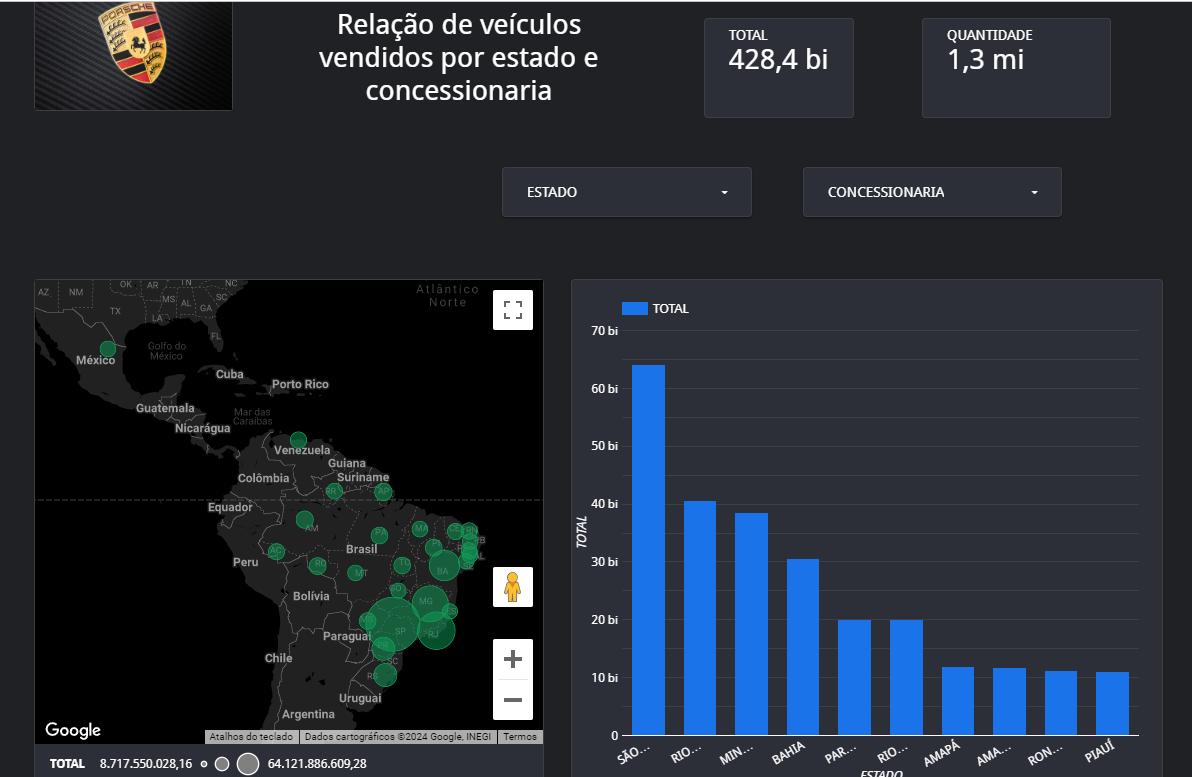 PORSCHE
Relação de veículos
vendidos por estado e
concessionaria
TOTAL
428,4 bi
QUANTIDADE
1,3 mi
ESTADO
CONCESSIONARIA
Atlântico
Norte
AZ
NM
OK
AR
TN
NC
MS
AL
SC
GA
TX
LA
FL
Golfo do
México
México
Cuba
Porto Rico
Guatemala
Mar das
Caraíbas
Nicarágua
Venezuela
Guiana
Suriname
Colômbia
RR
AP
Equador
AM
PA
MA
CE
RN
PB
PI
AL
Brasil
AC
Peru
RO
MT
TO
BA
SE
Bolívia
GO
MG
ES
SP
RJ
Paraguai
PR
SC
Chile
RS
Uruguai
Argentina
Google
Atalhos do teclado
Dados cartográficos ©2024 Google, INEGI
Termos
TOTAL 8.717.550.028,16 64.121.886.609,28
TOTAL
70 bi
60 bi
50 bi
40 bi
30 bi
20 bi
10 bi
0
TOTAL
SÃO...
RIO...
MIN...
BAHIA
PAR...
RIO...
AMAPÁ
AMA...
RON...
PIAUÍ
ESTADO